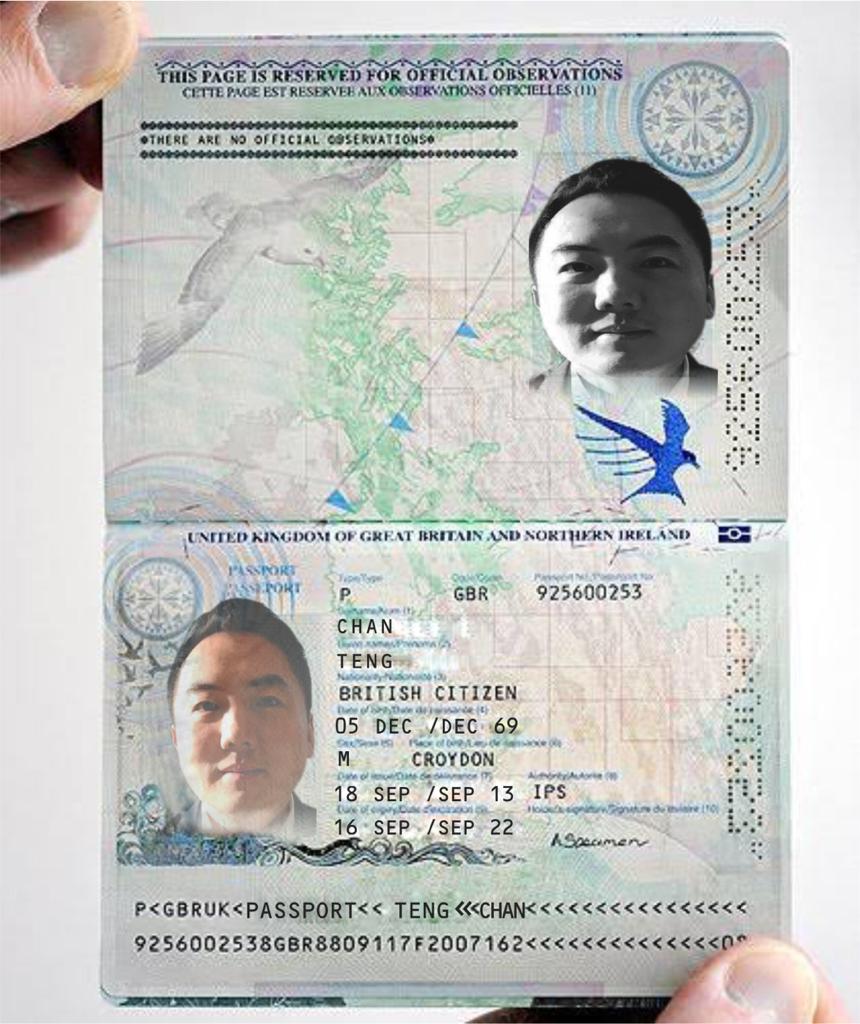 THIS PAGE IS RESERVED FOR OFFICIAL OBSERVATIONS
CETTE PAGE EST RESERVEE AUX OBSERVATIONS OFFICIELLES (11)
THERE ARE NO OFFICIAL OBSERVATIONS
UNITED KINGDOM OF GREAT BRITAIN AND NORTHERN IRELAND
PASSPORT
PASSEPORT
Type/Type Code/Code Passport No./Passeport No.
P GBR 925600253
Surname/Nom (1)
CHAN
Given names/Prénoms (2)
TENG
Nationality/Nationalité (3)
BRITISH CITIZEN
Date of birth/Date de naissance (4)
05 DEC /DEC 69
Sex/Sexe (5) Place of birth/Lieu de naissance (6)
M CROYDON
Date of issue/Date de délivrance (7) Authority/Autorité (8)
18 SEP /SEP 13 IPS
Date of expiry/Date d'expiration (9) Holder's signature/Signature du titulaire (10)
16 SEP /SEP 22
A Specimen
P<GBRUK<PASSPORT<< TENG <<CHAN<<<<<<<<<<<<<<<<<
9256002538GBR8809117F2007162<<<<<<<<<<<<<<